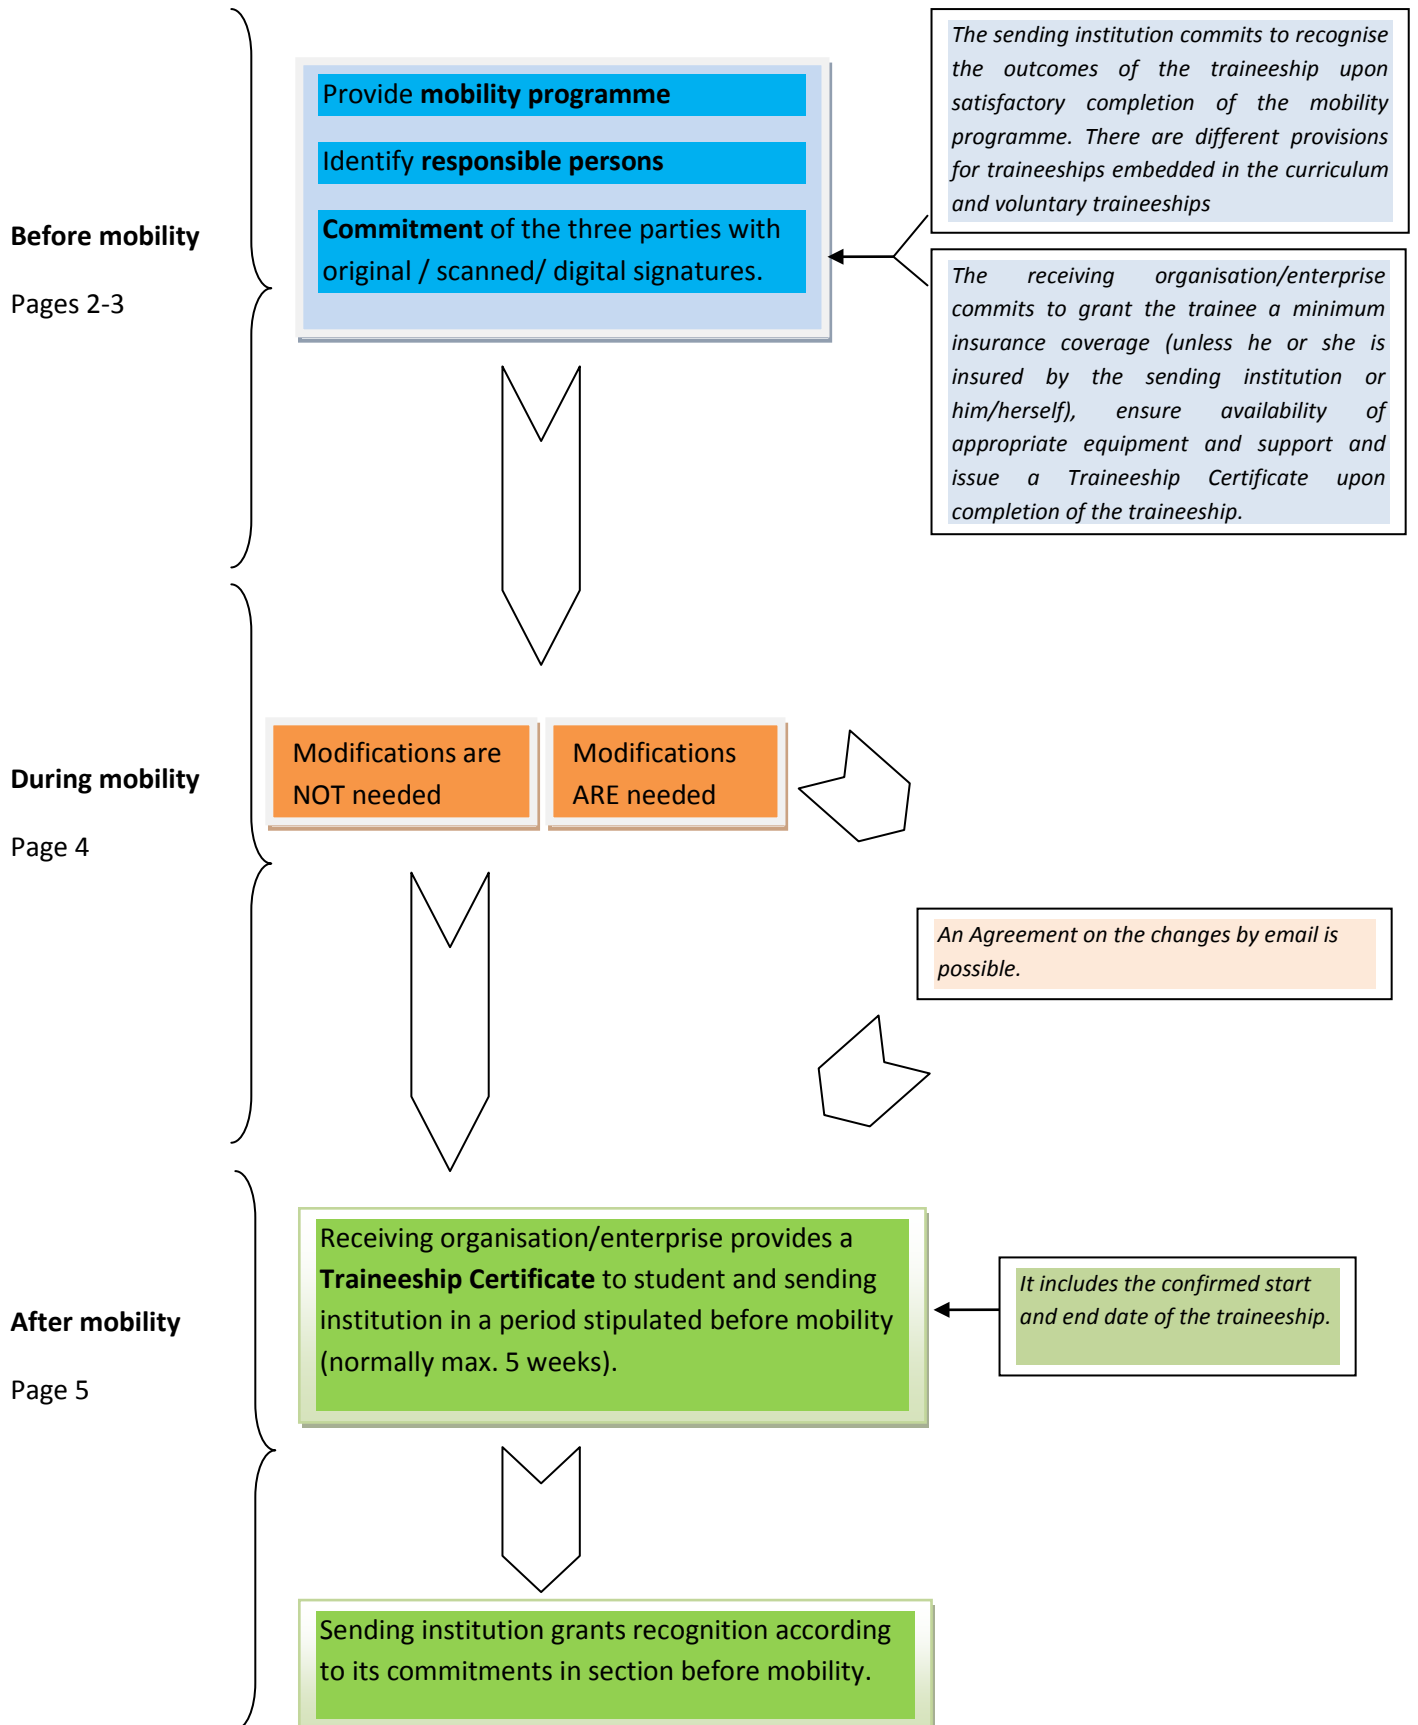 Before mobility
Pages 2-3
Provide mobility programme
Identify responsible persons
Commitment of the three parties with
original / scanned/ digital signatures.
The sending institution commits to recognise
the outcomes of the traineeship upon
satisfactory completion of the mobility
programme. There are different provisions
for traineeships embedded in the curriculum
and voluntary traineeships
The receiving organisation/enterprise
commits to grant the trainee a minimum
insurance coverage (unless he or she is
insured by the sending institution or
him/herself), ensure availability of
appropriate equipment and support and
issue a Traineeship Certificate upon
completion of the traineeship.
During mobility
Page 4
Modifications are
NOT needed
Modifications
ARE needed
An Agreement on the changes by email is
possible.
After mobility
Page 5
Receiving organisation/enterprise provides a
Traineeship Certificate to student and sending
institution in a period stipulated before mobility
(normally max. 5 weeks).
It includes the confirmed start
and end date of the traineeship.
Sending institution grants recognition according
to its commitments in section before mobility.